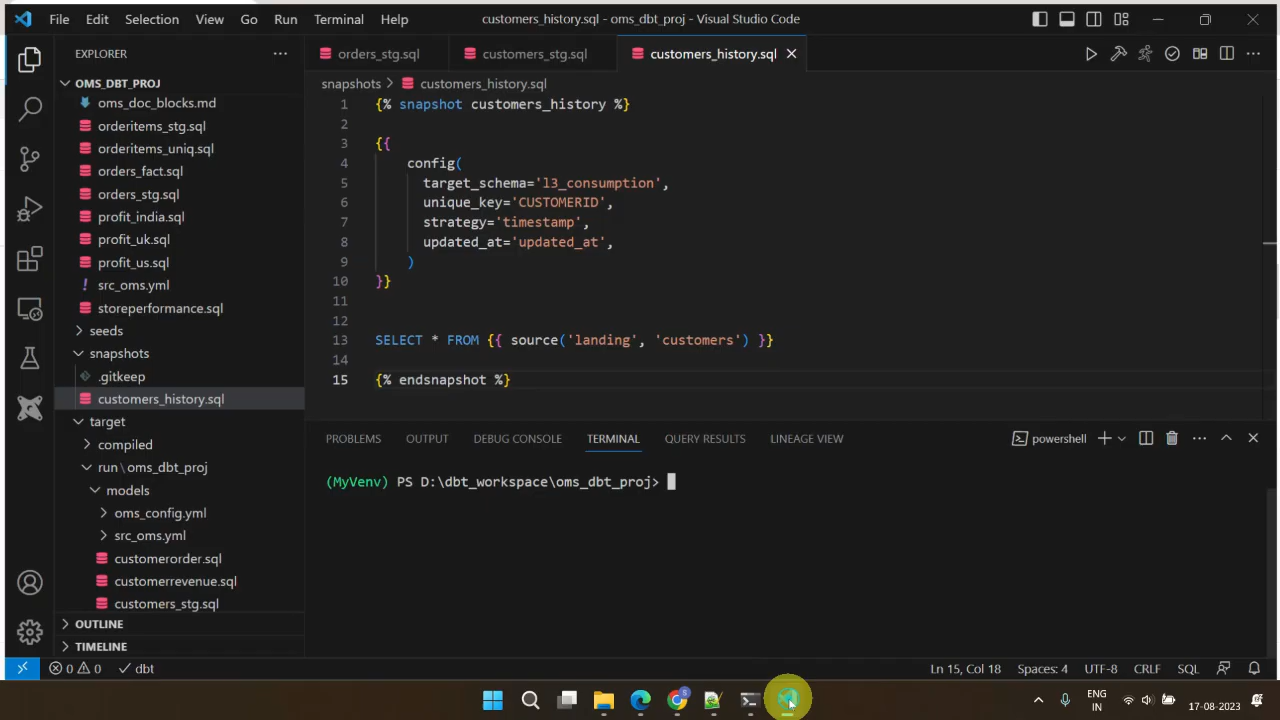 File Edit Selection View Go Run Terminal Help customers_history.sql - oms_dbt_proj - Visual Studio Code
EXPLORER
OMS_DBT_PROJ
oms_doc_blocks.md
orderitems_stg.sql
orderitems_uniq.sql
orders_fact.sql
orders_stg.sql
profit_india.sql
profit_uk.sql
profit_us.sql
! src_oms.yml
storeperformance.sql
seeds
snapshots
.gitkeep
customers_history.sql
target
compiled
run\oms_dbt_proj
models
oms_config.yml
src_oms.yml
customerorder.sql
customerrevenue.sql
customers_stg.sql
OUTLINE
TIMELINE
orders_stg.sql customers_stg.sql customers_history.sql
snapshots > customers_history.sql
1 {% snapshot customers_history %}
2
3 {{
4 config(
5 target_schema='l3_consumption',
6 unique_key='CUSTOMERID',
7 strategy='timestamp',
8 updated_at='updated_at',
9 )
10 }}
11
12
13 SELECT * FROM {{ source('landing', 'customers') }}
14
15 {% endsnapshot %}
PROBLEMS OUTPUT DEBUG CONSOLE TERMINAL QUERY RESULTS LINEAGE VIEW powershell
(MyVenv) PS D:\dbt_workspace\oms_dbt_proj>
0 0 dbt Ln 15, Col 18 Spaces: 4 UTF-8 CRLF SQL
ENG
IN
17-08-2023